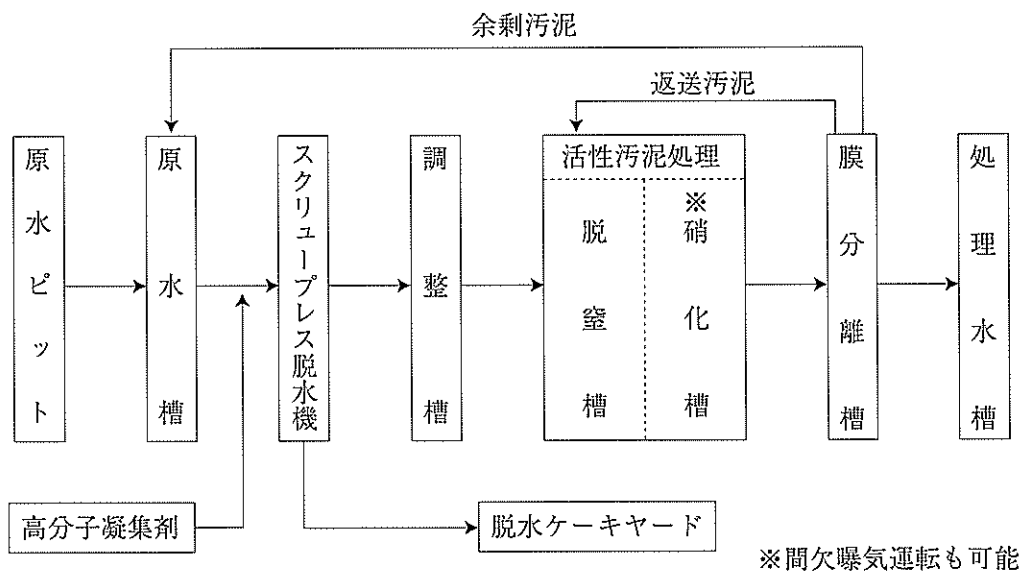 余剰汚泥
返送汚泥
原水ピット
原水槽
スクリュープレス脱水機
調整槽
活性汚泥処理
脱窒槽
※硝化槽
膜分離槽
処理水槽
高分子凝集剤
脱水ケーキヤード
※間欠曝気運転も可能